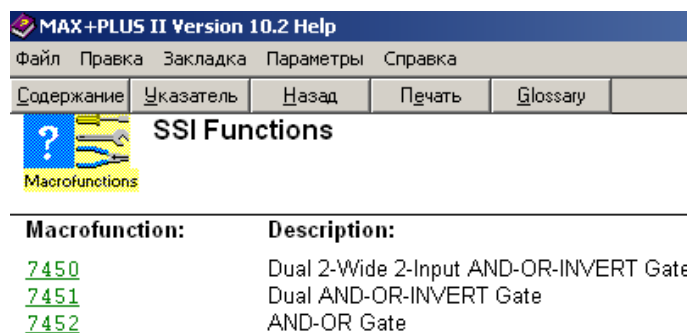 MAX+PLUS II Version 10.2 Help
Файл Правка Закладка Параметры Справка
Содержание Указатель Назад Печать Glossary
?
SSI Functions
Macrofunctions
Macrofunction: Description:
7450 Dual 2-Wide 2-Input AND-OR-INVERT Gate
7451 Dual AND-OR-INVERT Gate
7452 AND-OR Gate